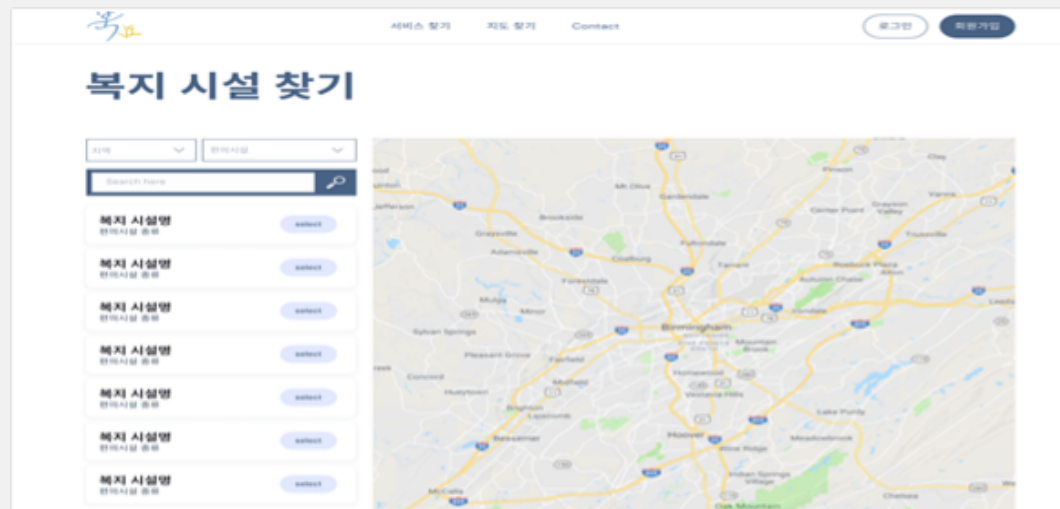 서비스 찾기
지도 찾기
Contact
로그인
회원가입
복지 시설 찾기
지역
편의시설
Search here
복지 시설명
편의시설 종류
select
복지 시설명
편의시설 종류
select
복지 시설명
편의시설 종류
select
복지 시설명
편의시설 종류
select
복지 시설명
편의시설 종류
select
복지 시설명
편의시설 종류
select
복지 시설명
편의시설 종류
select
Clay
Pinson
Mt Olive
Gardendale
Jefferson
Center Point
Grayson Valley
Brookside
Graysville
Trussville
Adamsville
Fultondale
Coalburg
Tarrant
Roebuck Plaza
Forestdale
Autumn Chase
Mulga
Minor
Irondale
Sylvan Springs
Birmingham
Mountain Brook
Pleasant Grove
Fairfield
Concord
Homewood
Midfield
Hueytown
Vestavia Hills
Brighton
Lipscomb
Lake Purdy
Bessemer
Hoover
Meadowbrook
West Ridge
Indian Springs Village
McCalla
Chelsea
Oak Mountain